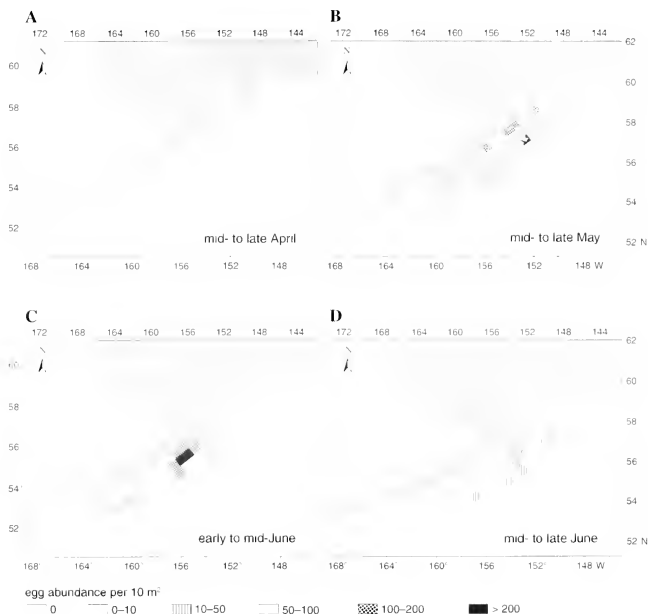 A
B
172 168 164 160 156 152 148 144
172 168 164 160 156 152 148 144
62
60
60
58
58
56
56
54
54
52
mid- to late April
mid- to late May
52 N
168 164 160 156 152 148
168 164 160 156 152 148 W
C
D
172 168 164 160 156 152 148 144
172 168 164 160 156 152 148 144
62
60
60
58
58
56
56
54
54
52
early to mid-June
mid- to late June
52 N
168 164 160 156 152 148
168 164 160 156 152 148 W
egg abundance per 10 m²
0 0–10 10–50 50–100 100–200 > 200